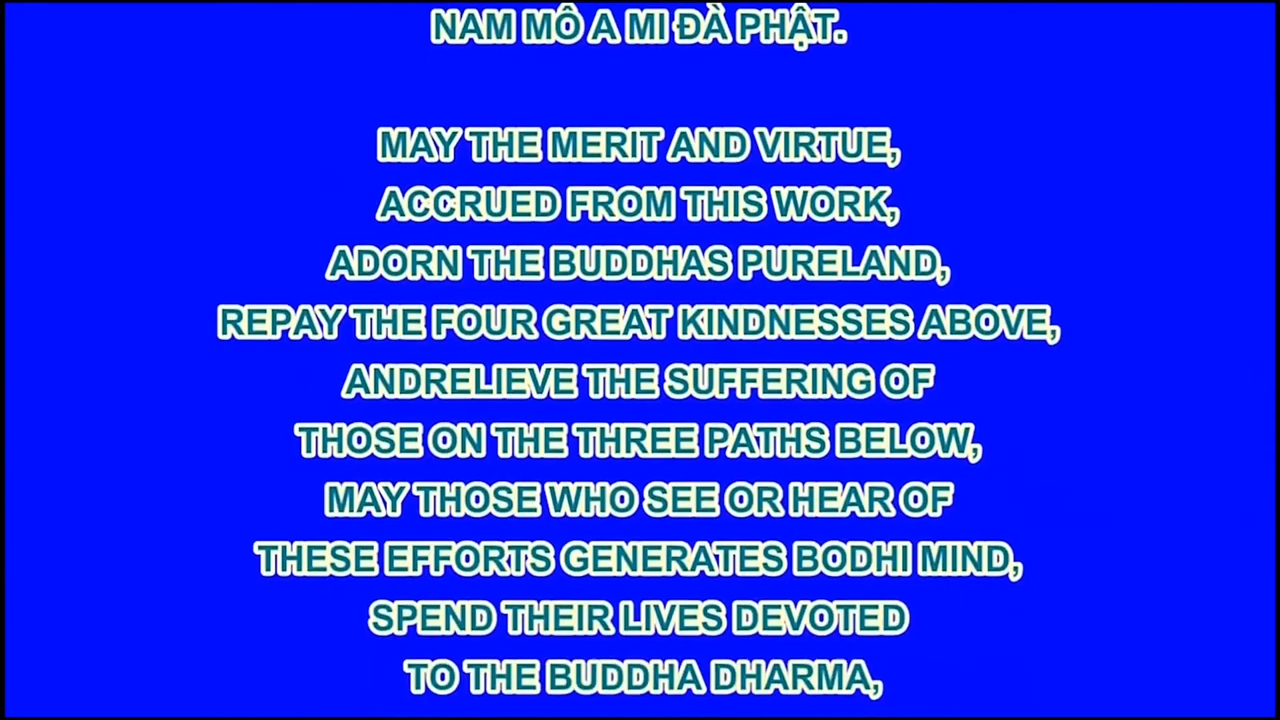 NAM MÔ A MI ĐÀ PHẬT.
MAY THE MERIT AND VIRTUE,
ACCRUED FROM THIS WORK,
ADORN THE BUDDHAS PURELAND,
REPAY THE FOUR GREAT KINDNESSES ABOVE,
ANDRELIEVE THE SUFFERING OF
THOSE ON THE THREE PATHS BELOW,
MAY THOSE WHO SEE OR HEAR OF
THESE EFFORTS GENERATES BODHI MIND,
SPEND THEIR LIVES DEVOTED
TO THE BUDDHA DHARMA,